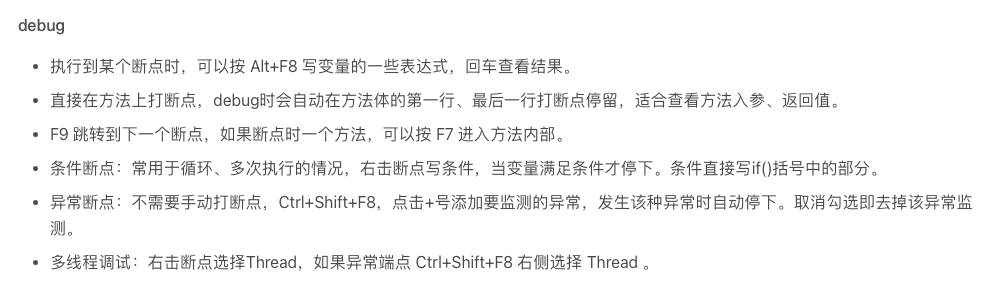 debug
• 执行到某个断点时，可以按 Alt+F8 写变量的一些表达式，回车查看结果。
• 直接在方法上打断点，debug时会自动在方法体的第一行、最后一行打断点停留，适合查看方法入参、返回值。
• F9 跳转到下一个断点，如果断点时一个方法，可以按 F7 进入方法内部。
• 条件断点：常用于循环、多次执行的情况，右击断点写条件，当变量满足条件才停下。条件直接写if()括号中的部分。
• 异常断点：不需要手动打断点，Ctrl+Shift+F8，点击+号添加要监测的异常，发生该种异常时自动停下。取消勾选即去掉该异常监
测。
• 多线程调试：右击断点选择Thread，如果异常端点 Ctrl+Shift+F8 右侧选择 Thread 。